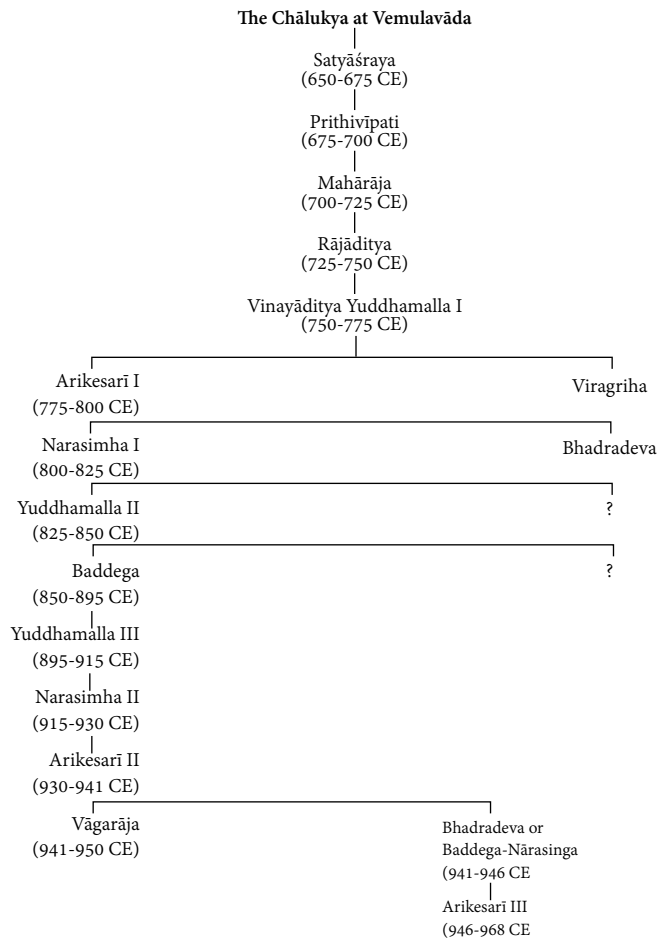 The Chālukya at Vemulavāda
Satyāśraya
(650-675 CE)
Prithivīpati
(675-700 CE)
Mahārāja
(700-725 CE)
Rājāditya
(725-750 CE)
Vinayāditya Yuddhamalla I
(750-775 CE)
Arikesarī I
(775-800 CE)
Viragriha
Narasimha I
(800-825 CE)
Bhadradeva
Yuddhamalla II
(825-850 CE)
?
Baddega
(850-895 CE)
?
Yuddhamalla III
(895-915 CE)
Narasimha II
(915-930 CE)
Arikesarī II
(930-941 CE)
Vāgarāja
(941-950 CE)
Bhadradeva or
Baddega-Nārasinga
(941-946 CE
Arikesarī III
(946-968 CE